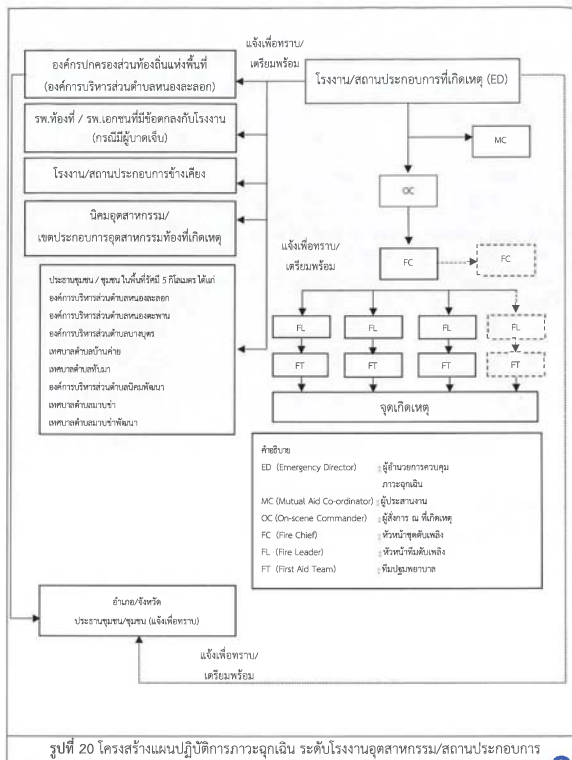 แจ้งเพื่อทราบ/
เตรียมพร้อม
องค์กรปกครองส่วนท้องถิ่นแห่งพื้นที่
(องค์การบริหารส่วนตำบลหนองละลอก)
โรงงาน/สถานประกอบการที่เกิดเหตุ (ED)
รพ.ท้องที่ / รพ.เอกชนที่มีข้อตกลงกับโรงงาน
(กรณีมีผู้บาดเจ็บ)
MC
โรงงาน/สถานประกอบการข้างเคียง
OC
นิคมอุตสาหกรรม/
เขตประกอบการอุตสาหกรรมท้องที่เกิดเหตุ
แจ้งเพื่อทราบ/
เตรียมพร้อม
FC
FC
ประธานชุมชน / ชุมชน ในพื้นที่รัศมี 5 กิโลเมตร ได้แก่
องค์การบริหารส่วนตำบลหนองละลอก
องค์การบริหารส่วนตำบลหนองตะพาน
องค์การบริหารส่วนตำบลบางบุตร
เทศบาลตำบลบ้านค่าย
เทศบาลตำบลทับมา
องค์การบริหารส่วนตำบลนิคมพัฒนา
เทศบาลตำบลมาบข่า
เทศบาลตำบลมาบข่าพัฒนา
FL FL FL FL
FT FT FT FT
จุดเกิดเหตุ
คำอธิบาย
ED (Emergency Director) : ผู้อำนวยการควบคุม
ภาวะฉุกเฉิน
MC (Mutual Aid Co-ordinator) : ผู้ประสานงาน
OC (On-scene Commander) : ผู้สั่งการ ณ ที่เกิดเหตุ
FC (Fire Chief) : หัวหน้าชุดดับเพลิง
FL (Fire Leader) : หัวหน้าทีมดับเพลิง
FT (First Aid Team) : ทีมปฐมพยาบาล
อำเภอ/จังหวัด
ประธานชุมชน/ชุมชน (แจ้งเพื่อทราบ)
แจ้งเพื่อทราบ/
เตรียมพร้อม
รูปที่ 20 โครงสร้างแผนปฏิบัติการภาวะฉุกเฉิน ระดับโรงงานอุตสาหกรรม/สถานประกอบการ